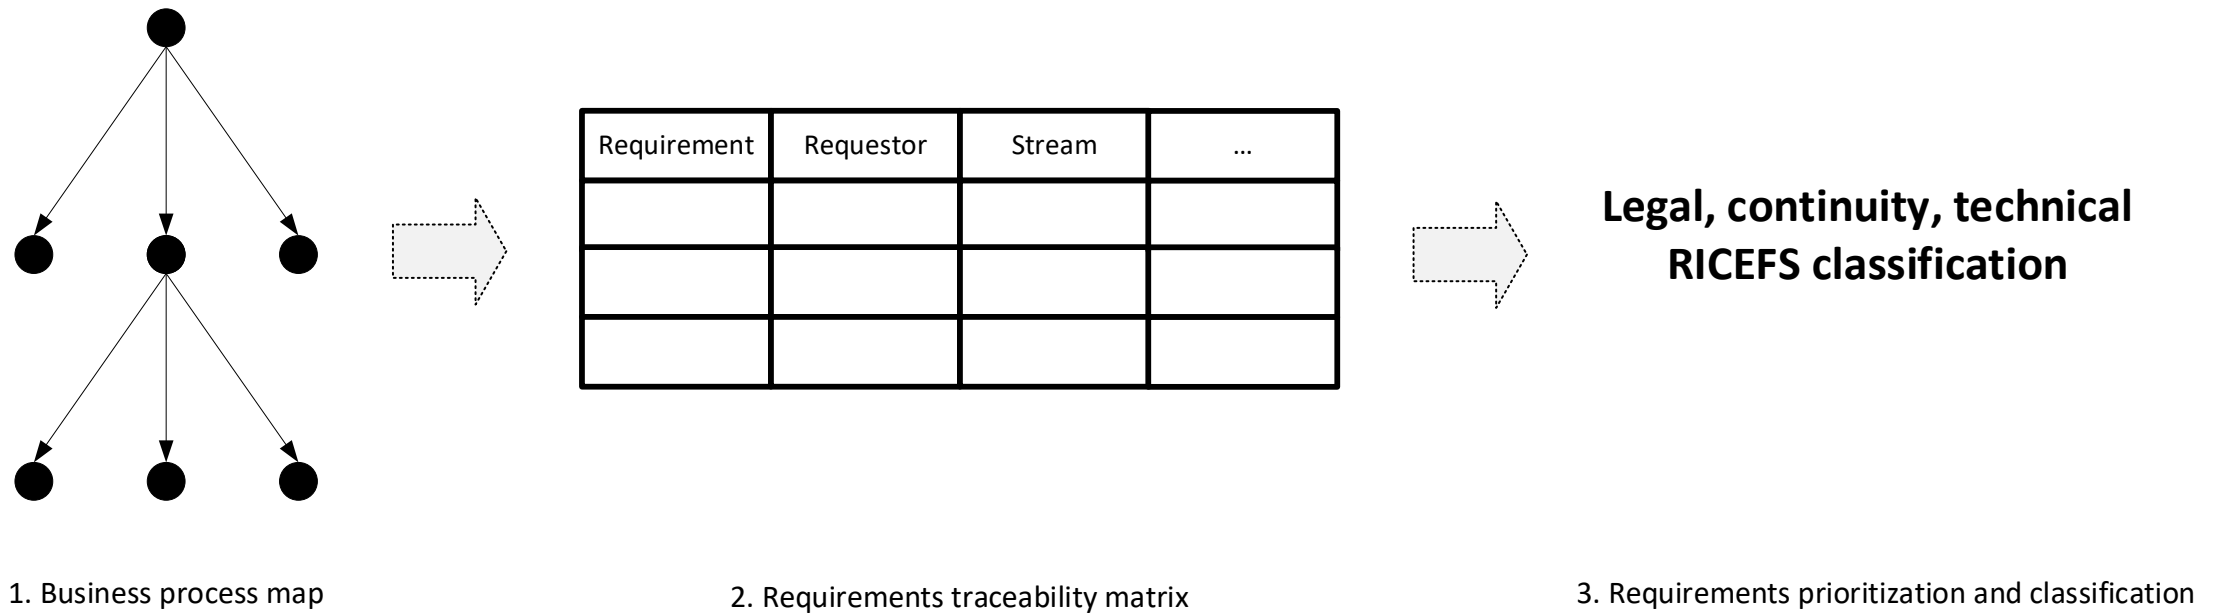 Requirement
Requestor
Stream
...
Legal, continuity, technical
RICEFS classification
1. Business process map
2. Requirements traceability matrix
3. Requirements prioritization and classification